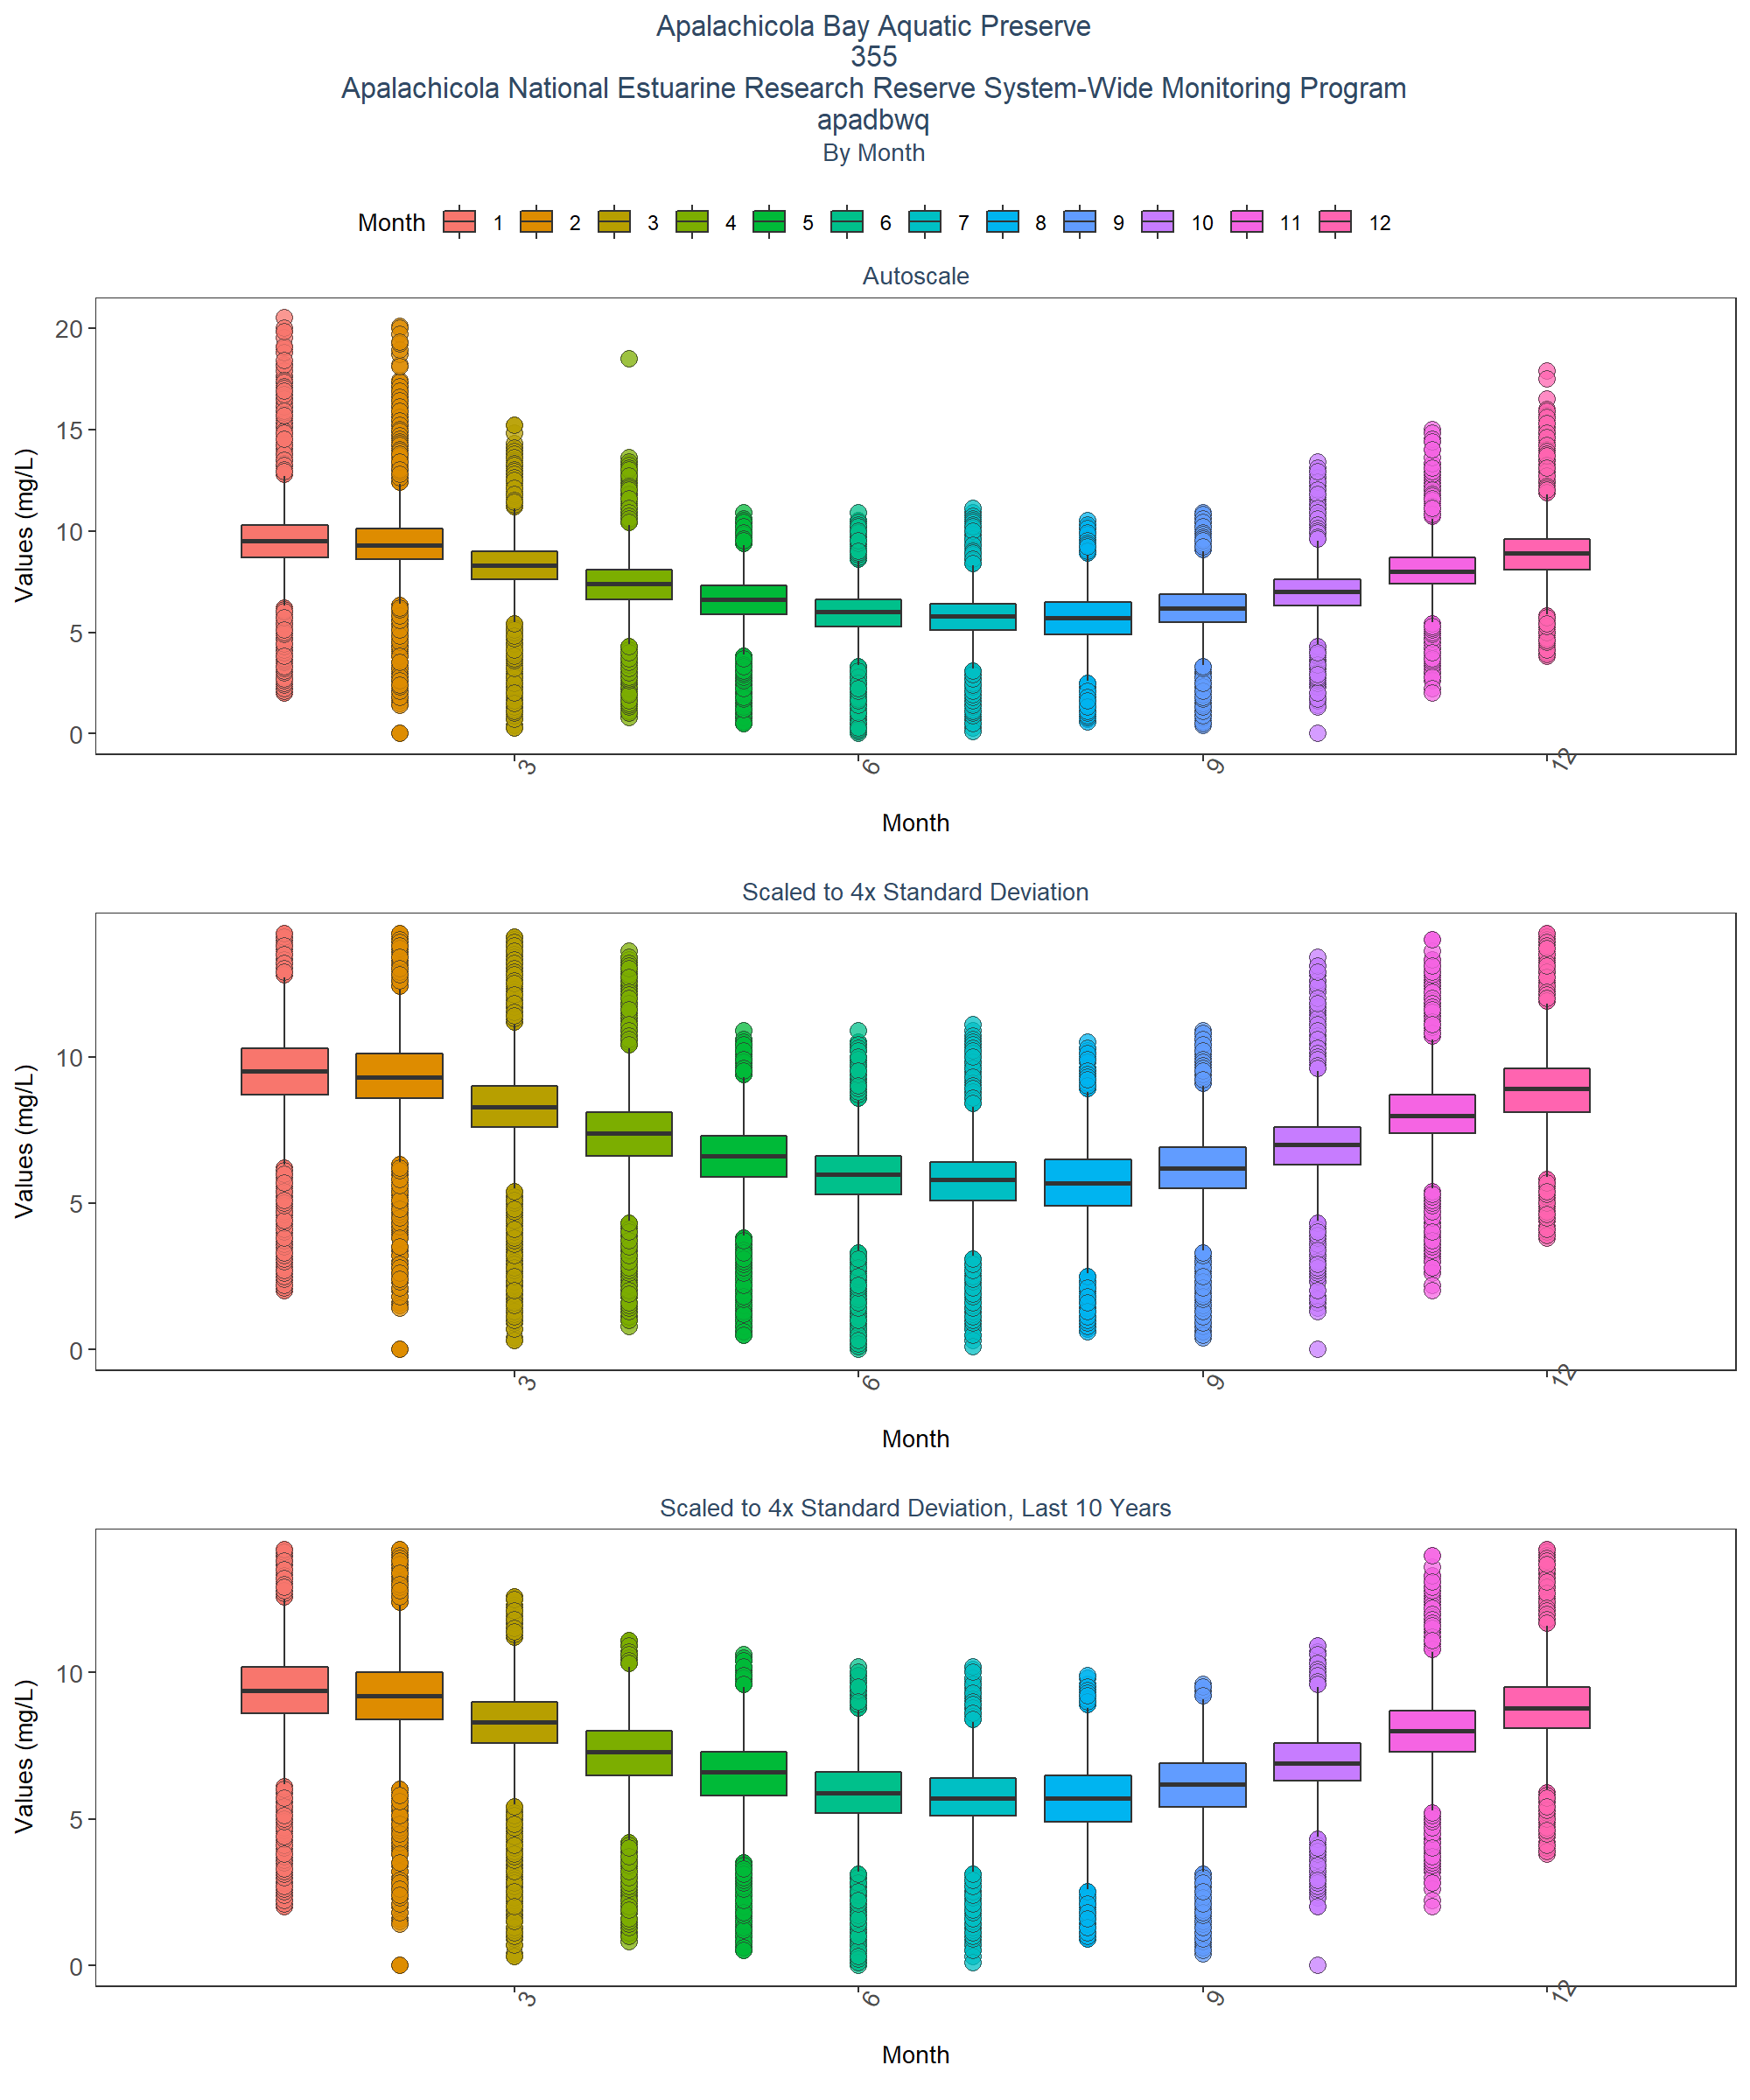 Apalachicola Bay Aquatic Preserve
355
Apalachicola National Estuarine Research Reserve System-Wide Monitoring Program
apadbwq
By Month
Month 1 2 3 4 5 6 7 8 9 10 11 12
Autoscale
20
15
10
5
0
Values (mg/L)
3 6 9 12
Month
Scaled to 4x Standard Deviation
10
5
0
Values (mg/L)
3 6 9 12
Month
Scaled to 4x Standard Deviation, Last 10 Years
10
5
0
Values (mg/L)
3 6 9 12
Month